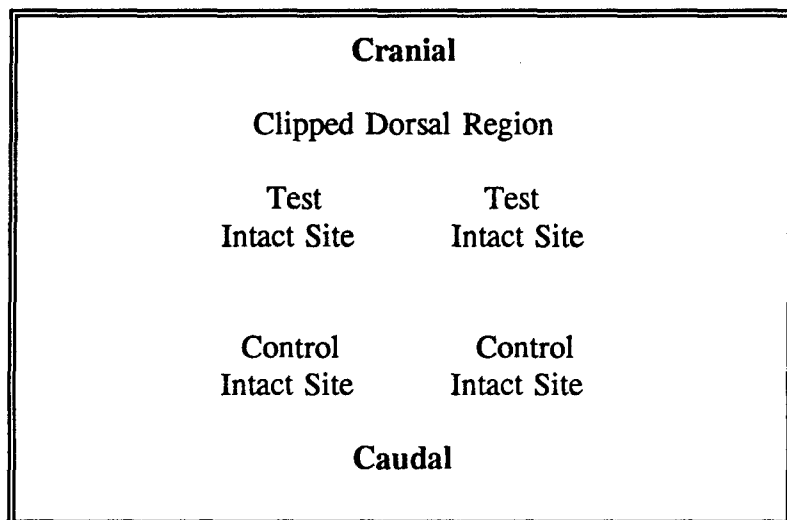 Cranial
Clipped Dorsal Region
Test Test
Intact Site Intact Site
Control Control
Intact Site Intact Site
Caudal